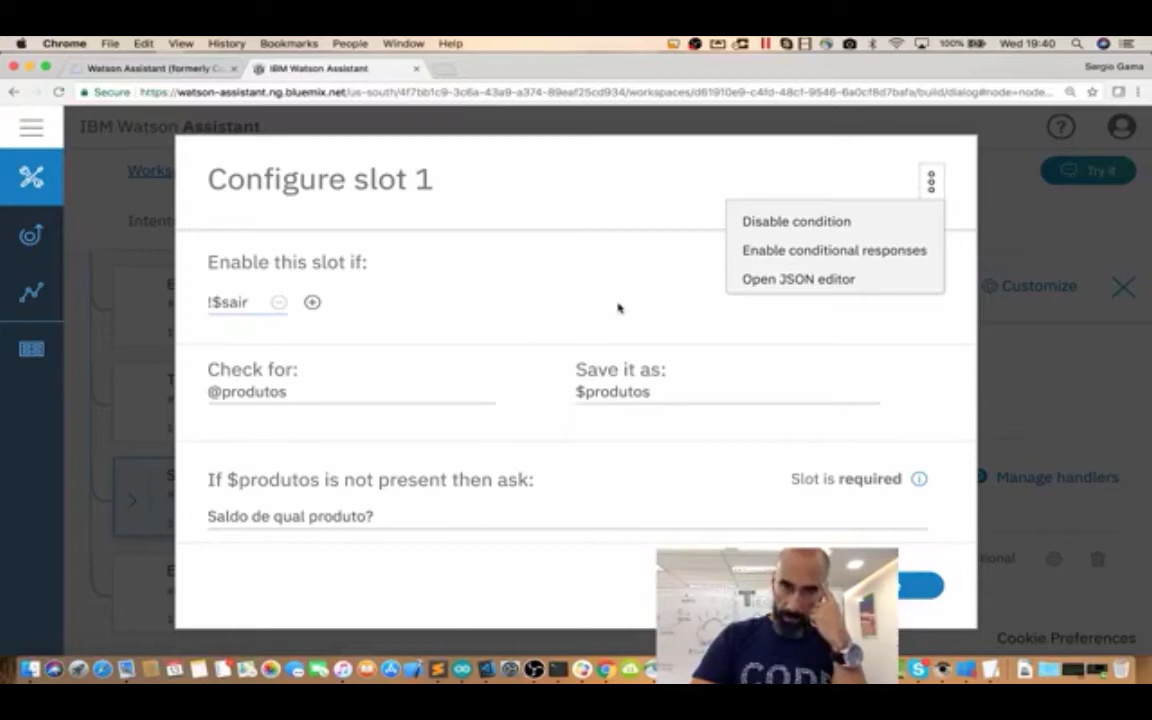 Chrome File Edit View History Bookmarks People Window Help 100% Wed 19:40
Watson Assistant (formerly C
IBM Watson Assistant
Sergio Gama
Secure https://watson-assistant.ng.bluemix.net/us-south/4f7bb1c9-3c6a-43a9-a374-89eaf25cd934/workspaces/d61910e9-c4fd-48cf-9546-6a0cf8d7bafa/build/dialog#node=node...
IBM Watson Assistant
Works
Try it
Configure slot 1
Inten
Disable condition
Enable conditional responses
Open JSON editor
Enable this slot if:
!$sair
Customize
Check for:
Save it as:
@produtos
$produtos
If $produtos is not present then ask:
Slot is required
Manage handlers
Saldo de qual produto?
tional
Cookie Preferences
CODE